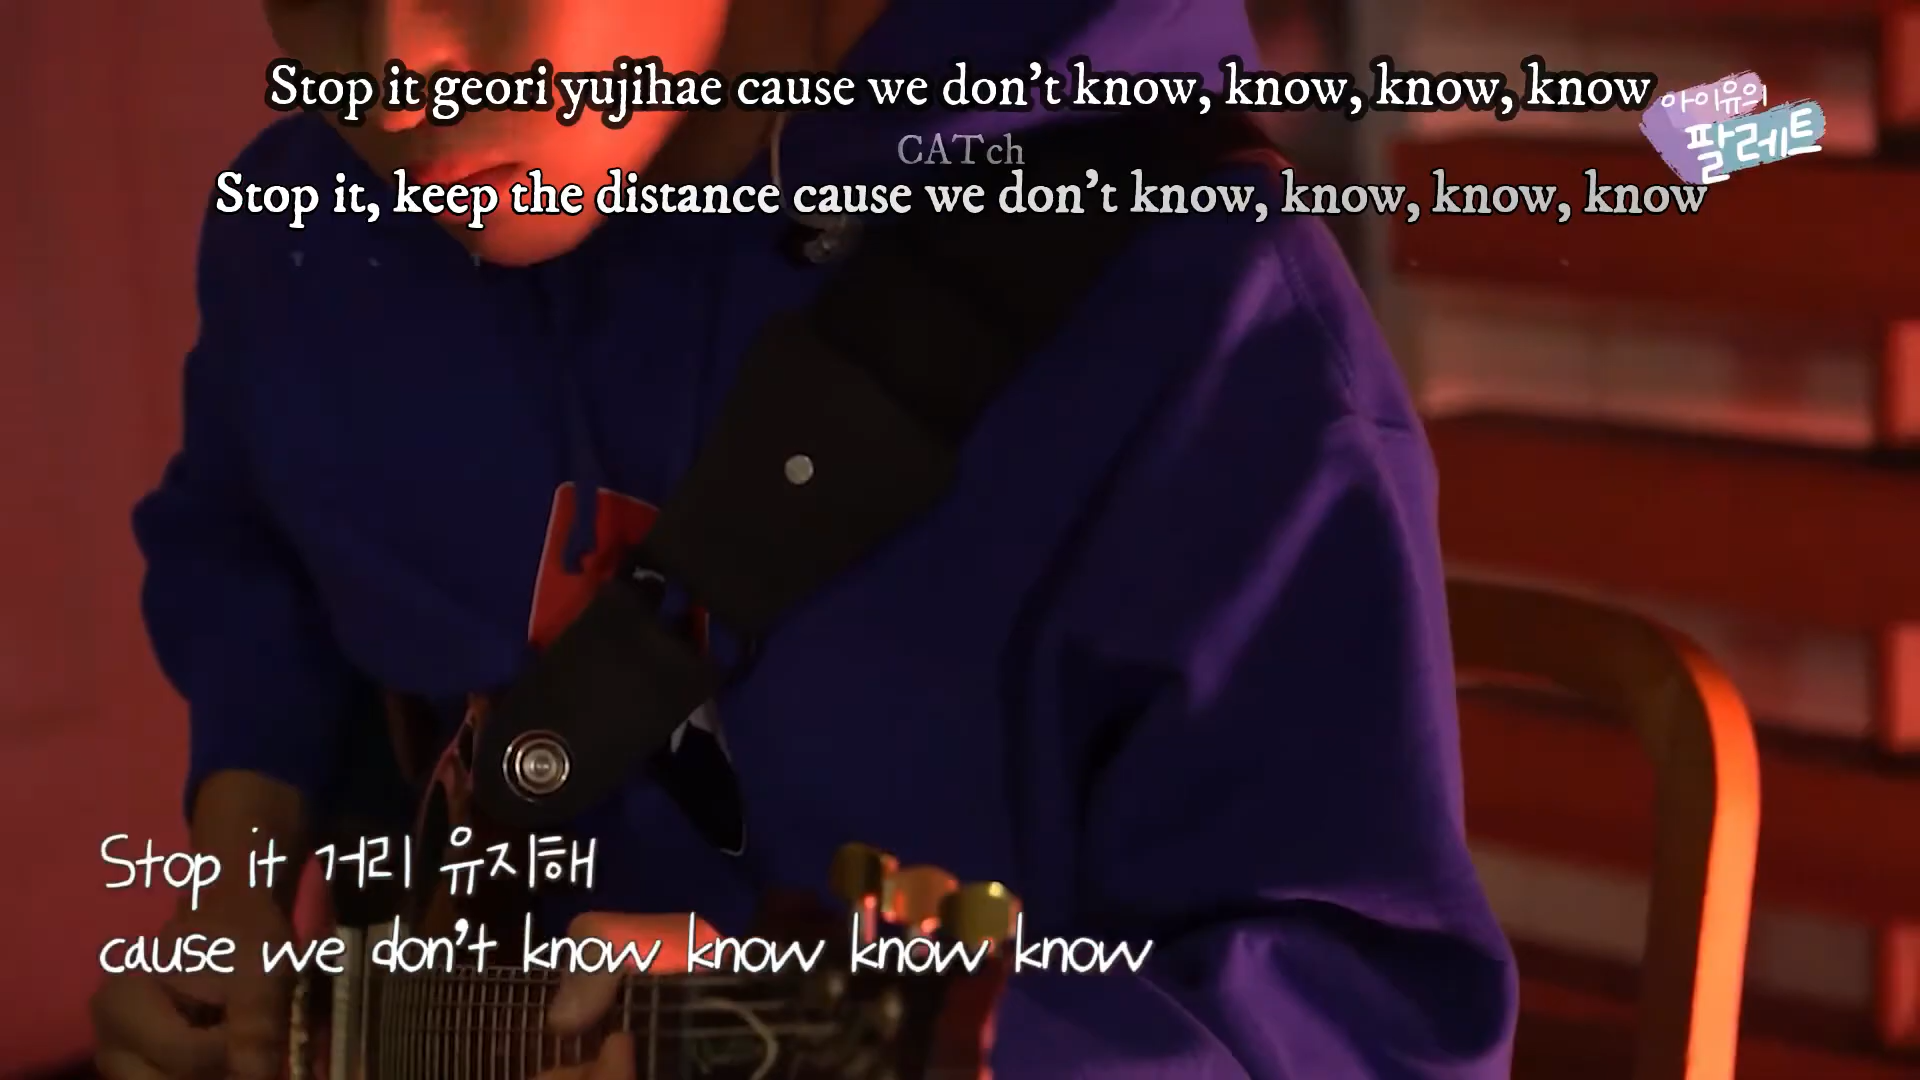 Stop it geori yujihae cause we don't know, know, know, know
아이유의
팔레트
CATch
Stop it, keep the distance cause we don't know, know, know, know
Stop it 거리 유지해
cause we don't know know know know